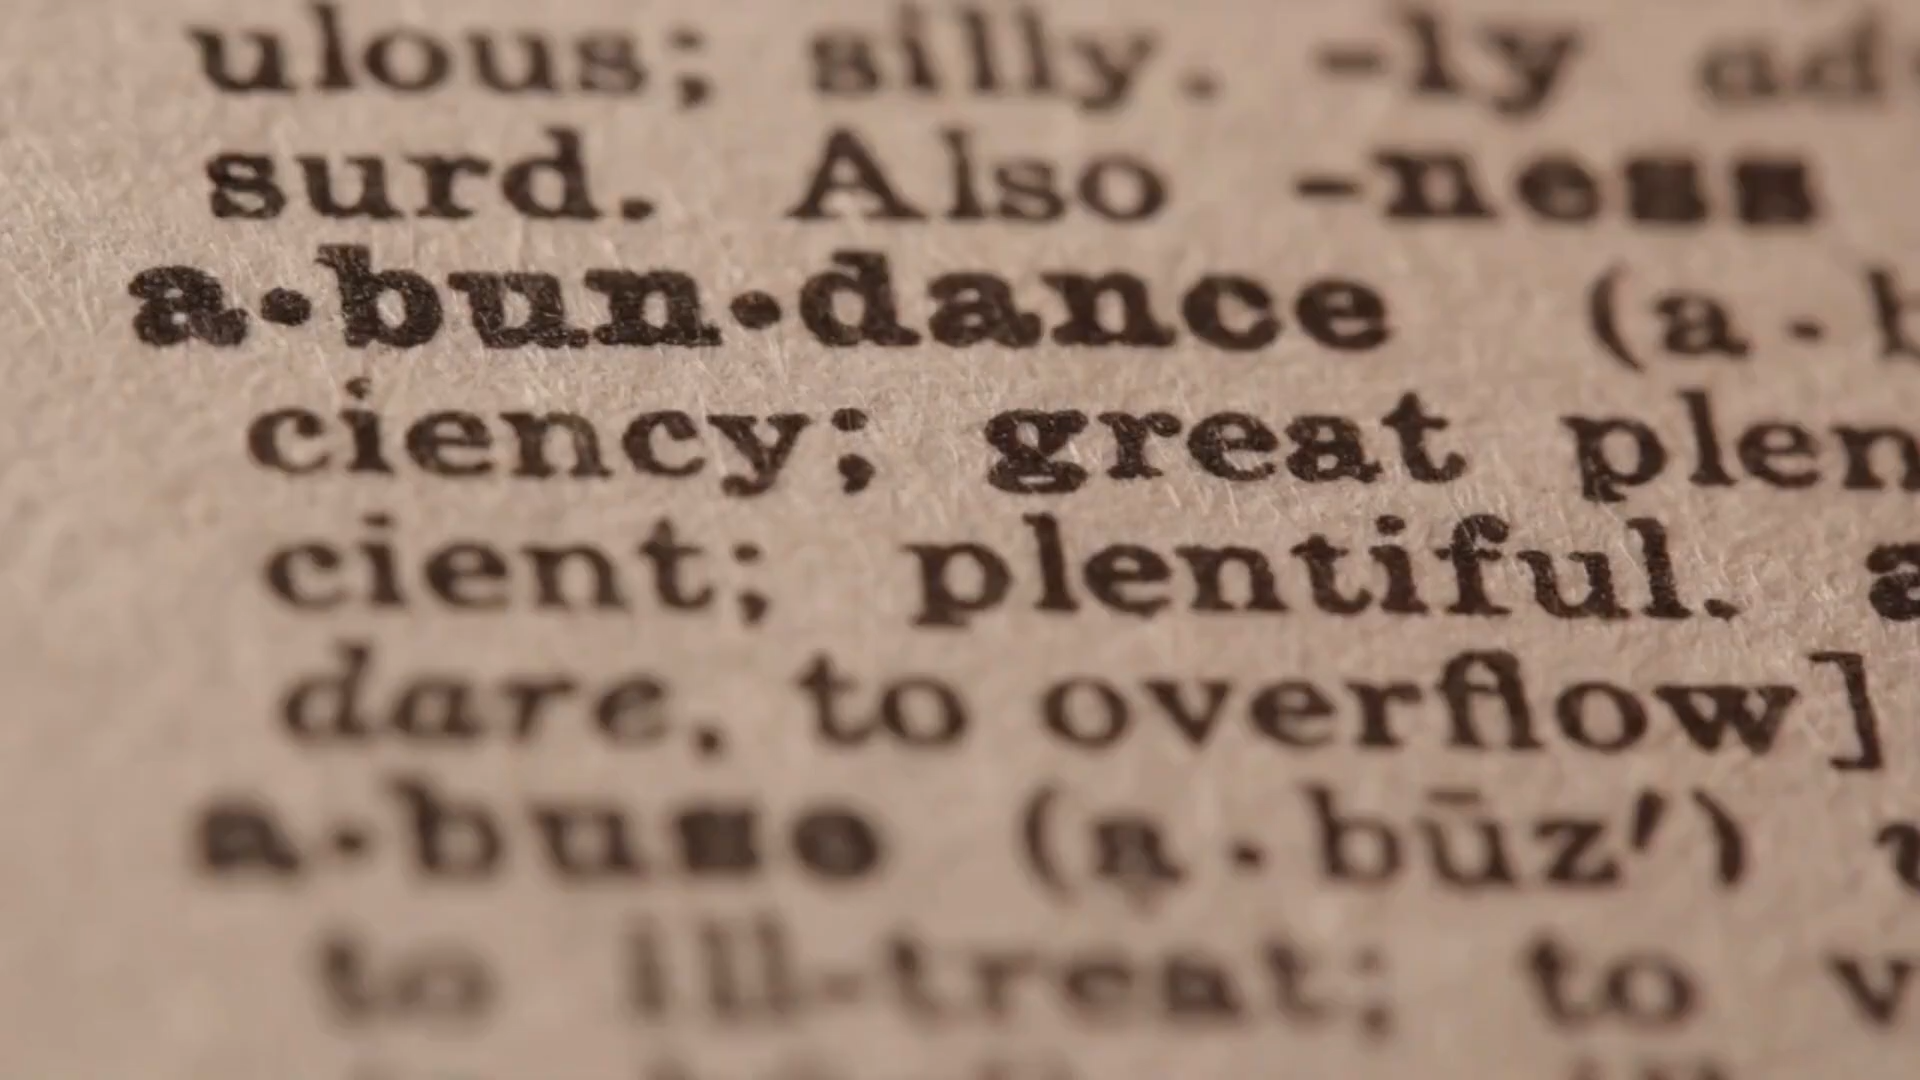 ulous; silly. -ly ad
surd. Also -ness
a·bun·dance (a·b
ciency; great plen
cient; plentiful. a
dare, to overflow]
a·buse (a·būz′) v
to ill-treat; to v